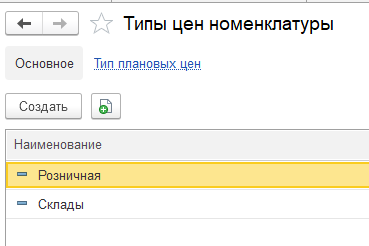 Типы цен номенклатуры
Основное Тип плановых цен
Создать
Наименование
Розничная
Склады